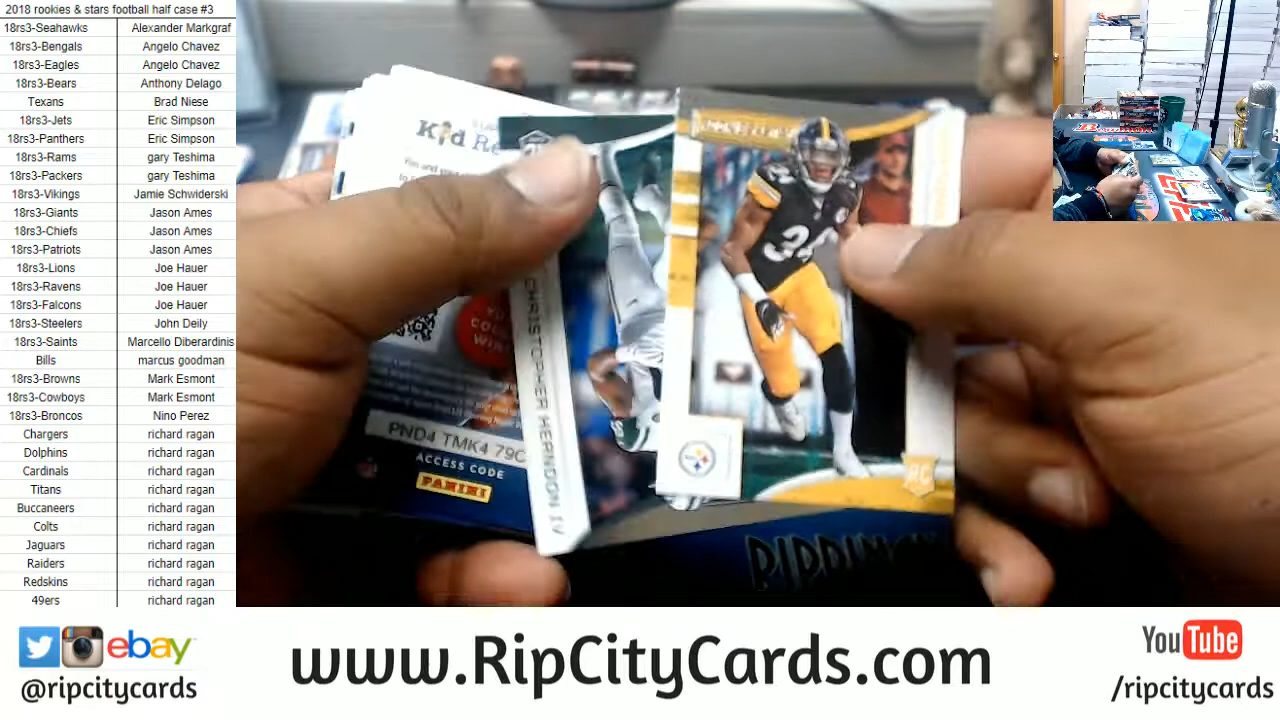 2018 rookies & stars football half case #3
18rs3-Seahawks Alexander Markgraf
18rs3-Bengals Angelo Chavez
18rs3-Eagles Angelo Chavez
18rs3-Bears Anthony Delago
Texans Brad Niese
18rs3-Jets Eric Simpson
18rs3-Panthers Eric Simpson
18rs3-Rams gary Teshima
18rs3-Packers gary Teshima
18rs3-Vikings Jamie Schwiderski
18rs3-Giants Jason Ames
18rs3-Chiefs Jason Ames
18rs3-Patriots Jason Ames
18rs3-Lions Joe Hauer
18rs3-Ravens Joe Hauer
18rs3-Falcons Joe Hauer
18rs3-Steelers John Deily
18rs3-Saints Marcello Diberardinis
Bills marcus goodman
18rs3-Browns Mark Esmont
18rs3-Cowboys Mark Esmont
18rs3-Broncos Nino Perez
Chargers richard ragan
Dolphins richard ragan
Cardinals richard ragan
Titans richard ragan
Buccaneers richard ragan
Colts richard ragan
Jaguars richard ragan
Raiders richard ragan
Redskins richard ragan
49ers richard ragan
Kid Re
PND4 TMK4 79C
ACCESS CODE
PANINI
CHRISTOPHER HERNDON IV
34
Steelers
RC
ebay
@ripcitycards
www.RipCityCards.com
YouTube
/ripcitycards